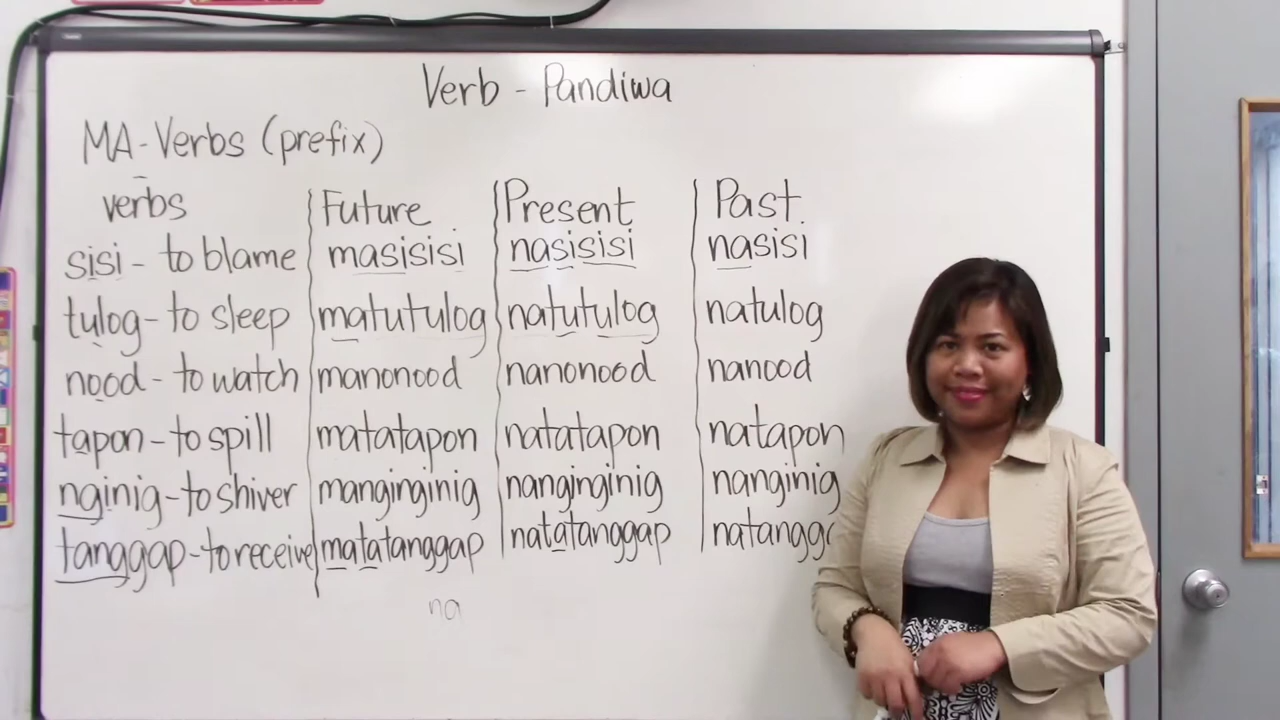 Verb - Pandiwa
MA-Verbs (prefix)
verbs Future Present Past.
sisi - to blame masisisi nasisisi nasisi
tulog - to sleep matutulog natutulog natulog
nood - to watch manonood nanonood nanood
tapon - to spill matatapon natatapon natapon
nginig - to shiver manginginig nanginginig nanginig
tanggap - to receive matatanggap natatanggap natangga
na